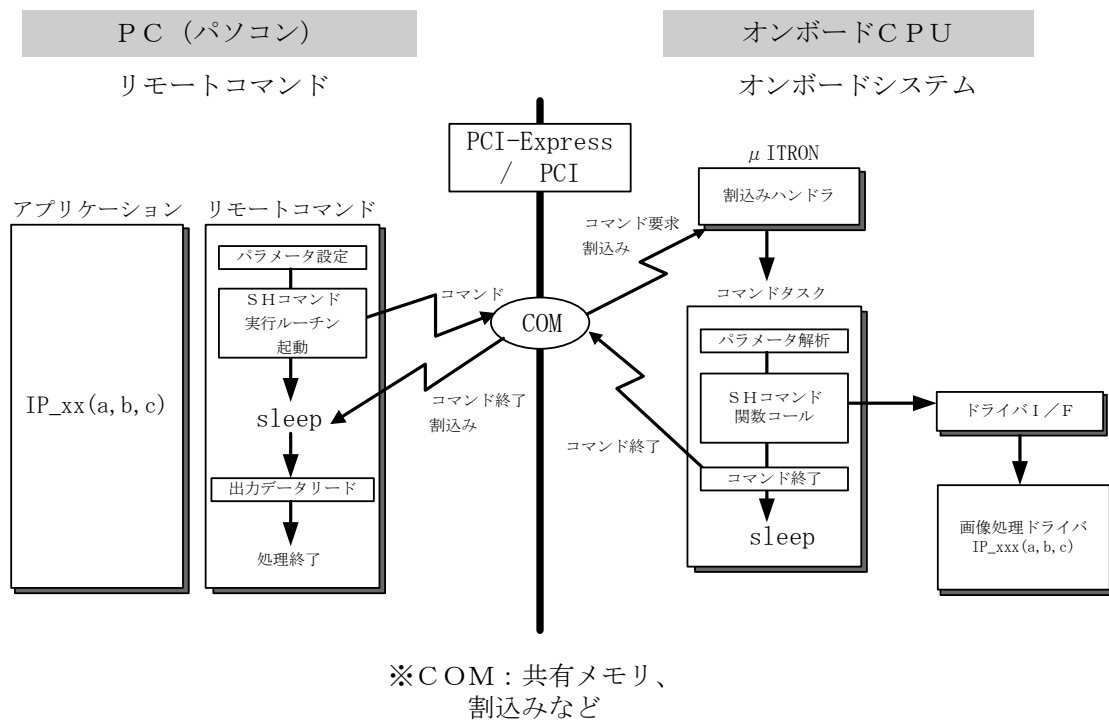 PC（パソコン）
オンボードCPU
リモートコマンド
オンボードシステム
PCI-Express
/ PCI
μITRON
割込みハンドラ
アプリケーション
リモートコマンド
コマンド要求
割込み
パラメータ設定
SHコマンド
実行ルーチン
起動
コマンド
COM
コマンドタスク
パラメータ解析
SHコマンド
関数コール
ドライバI／F
IP_xx(a,b,c)
sleep
コマンド終了
割込み
コマンド終了
コマンド終了
出力データリード
sleep
処理終了
画像処理ドライバ
IP_xxx(a,b,c)
※COM：共有メモリ、
割込みなど